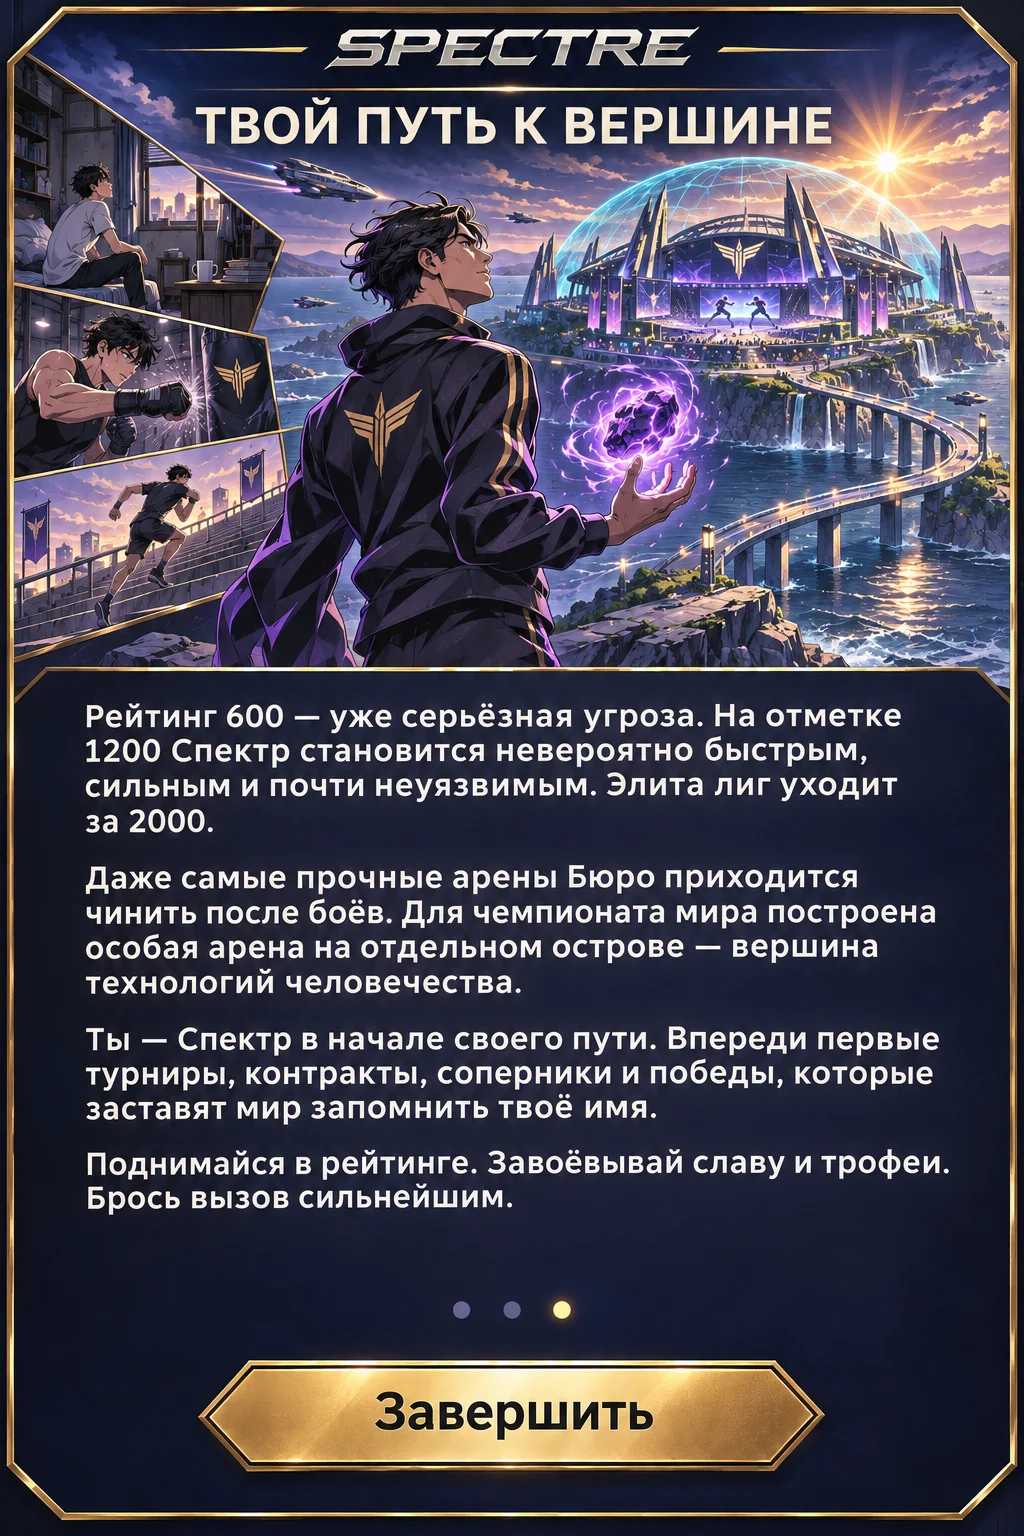 SPECTRE
ТВОЙ ПУТЬ К ВЕРШИНЕ
Рейтинг 600 — уже серьёзная угроза. На отметке
1200 Спектр становится невероятно быстрым,
сильным и почти неуязвимым. Элита лиг уходит
за 2000.
Даже самые прочные арены Бюро приходится
чинить после боёв. Для чемпионата мира построена
особая арена на отдельном острове — вершина
технологий человечества.
Ты — Спектр в начале своего пути. Впереди первые
турниры, контракты, соперники и победы, которые
заставят мир запомнить твоё имя.
Поднимайся в рейтинге. Завоёвывай славу и трофеи.
Брось вызов сильнейшим.
Завершить